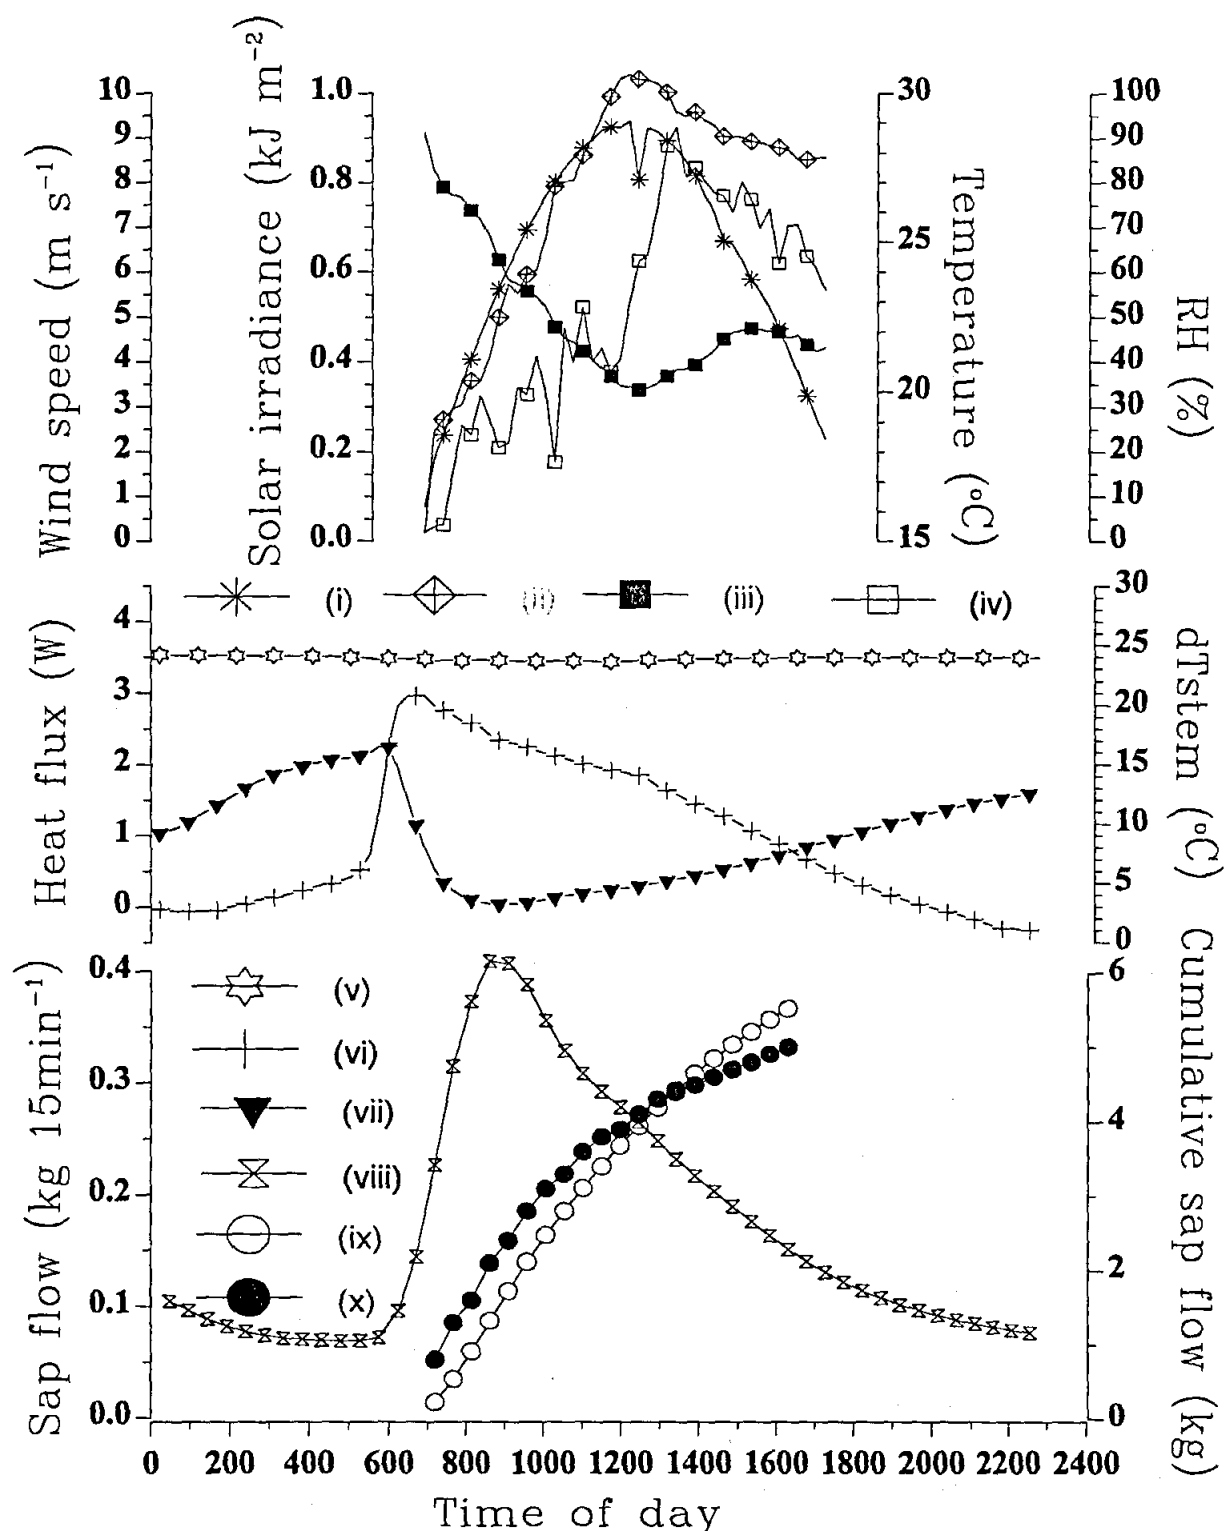 Wind speed (m s⁻¹)
10
9
8
7
6
5
4
3
2
1
0
Solar irradiance (kJ m⁻²)
1.0
0.8
0.6
0.4
0.2
0.0
30
25
20
15
Temperature (°C)
100
90
80
70
60
50
40
30
20
10
0
RH (%)
(i)
(ii)
(iii)
(iv)
Heat flux (W)
4
3
2
1
0
30
25
20
15
10
5
0
dTstem (°C)
Sap flow (kg 15min⁻¹)
0.4
0.3
0.2
0.1
0.0
(v)
(vi)
(vii)
(viii)
(ix)
(x)
6
4
2
0
Cumulative sap flow (kg)
0 200 400 600 800 1000 1200 1400 1600 1800 2000 2200 2400
Time of day